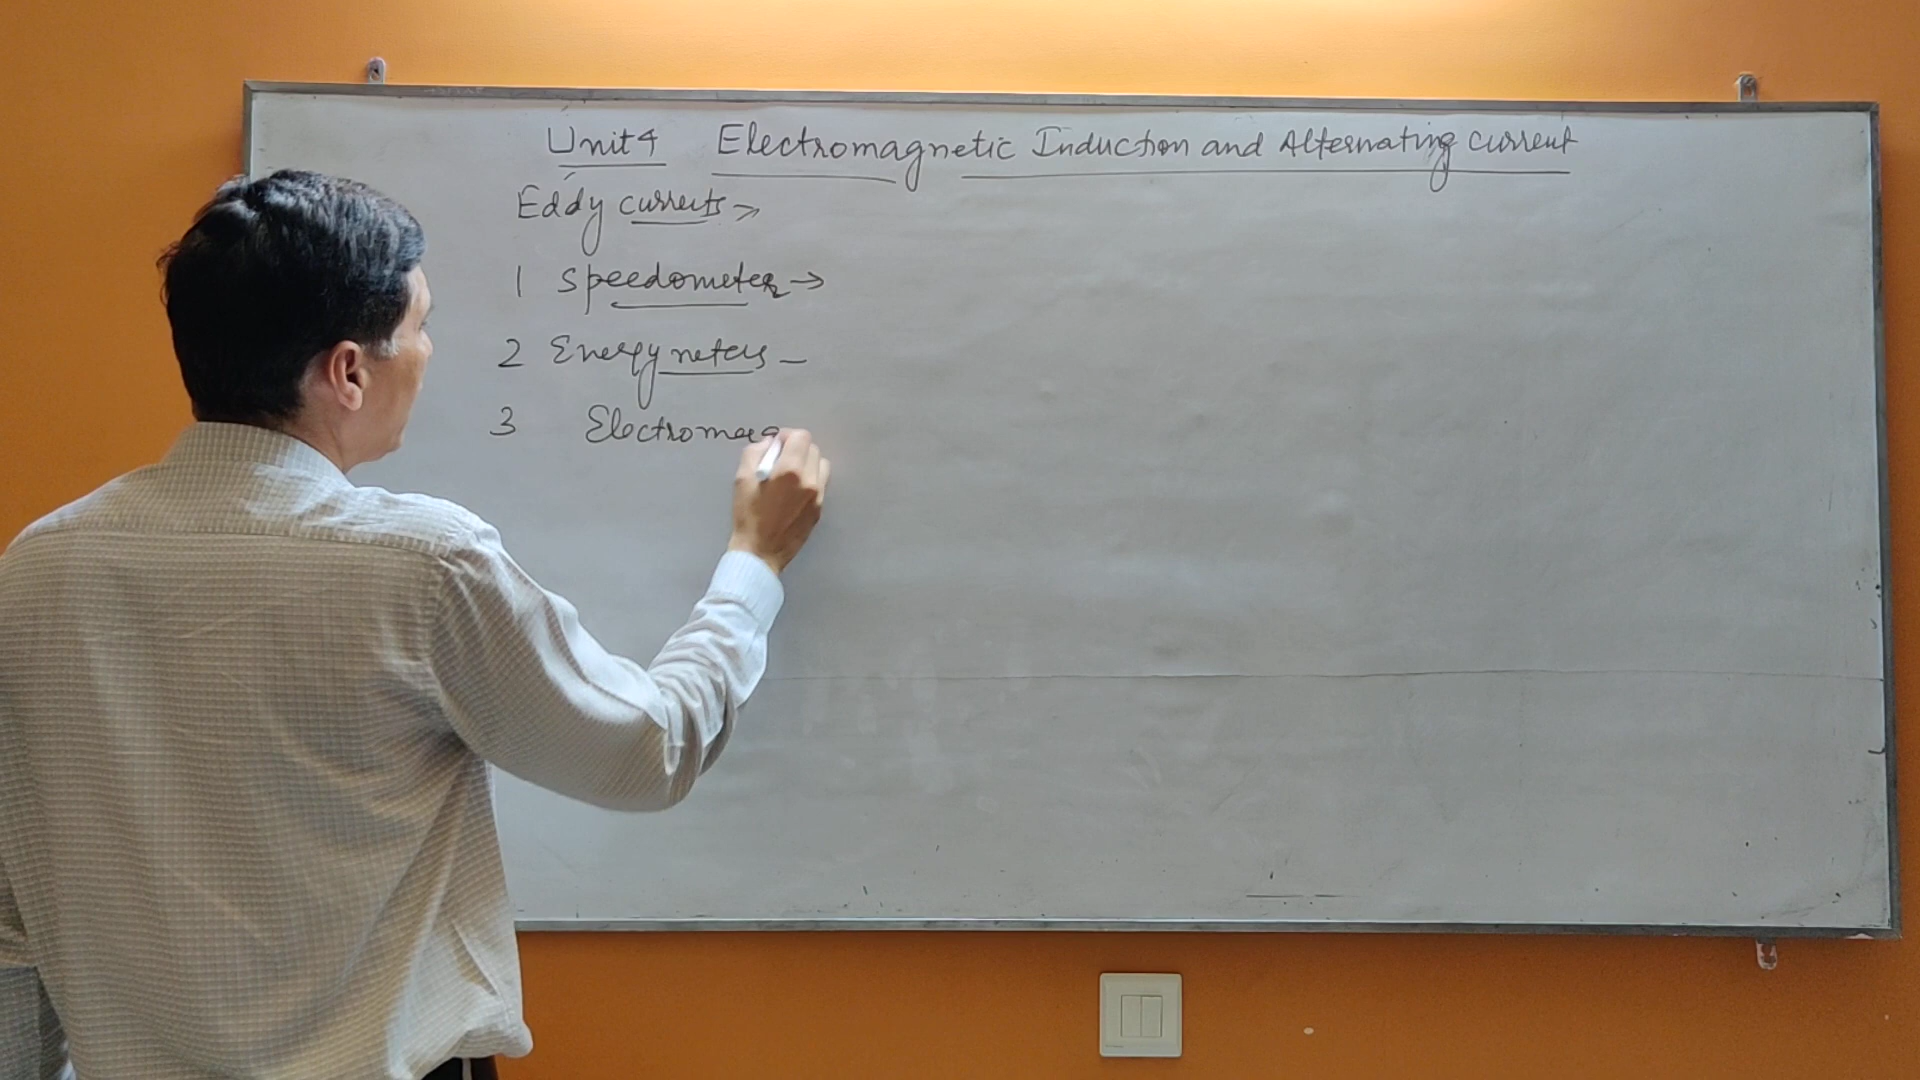 Unit 4 Electromagnetic Induction and Alternating current
Eddy currents →
1 Speedometer →
2 Energy meters –
3 Electromag